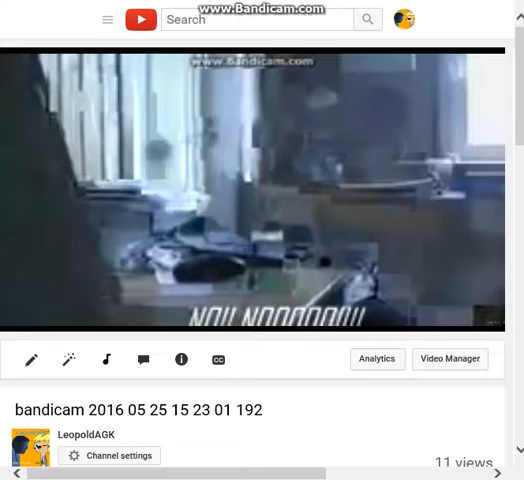 www.Bandicam.com
Search
www.Bandicam.com
NO!! NOOOOO!!!!
Analytics
Video Manager
bandicam 2016 05 25 15 23 01 192
LeopoldAGK
Channel settings
11 views